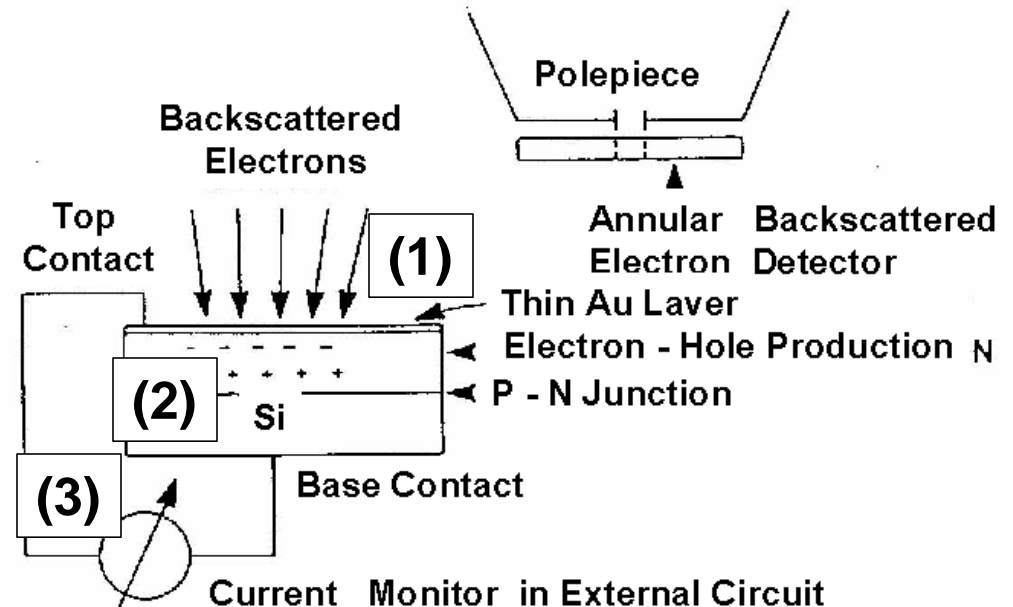 Polepiece
Backscattered
Electrons
Top
Contact
(1)
Annular Backscattered
Electron Detector
Thin Au Laver
Electron - Hole Production N
(2)
P - N Junction
Si
(3)
Base Contact
Current Monitor in External Circuit